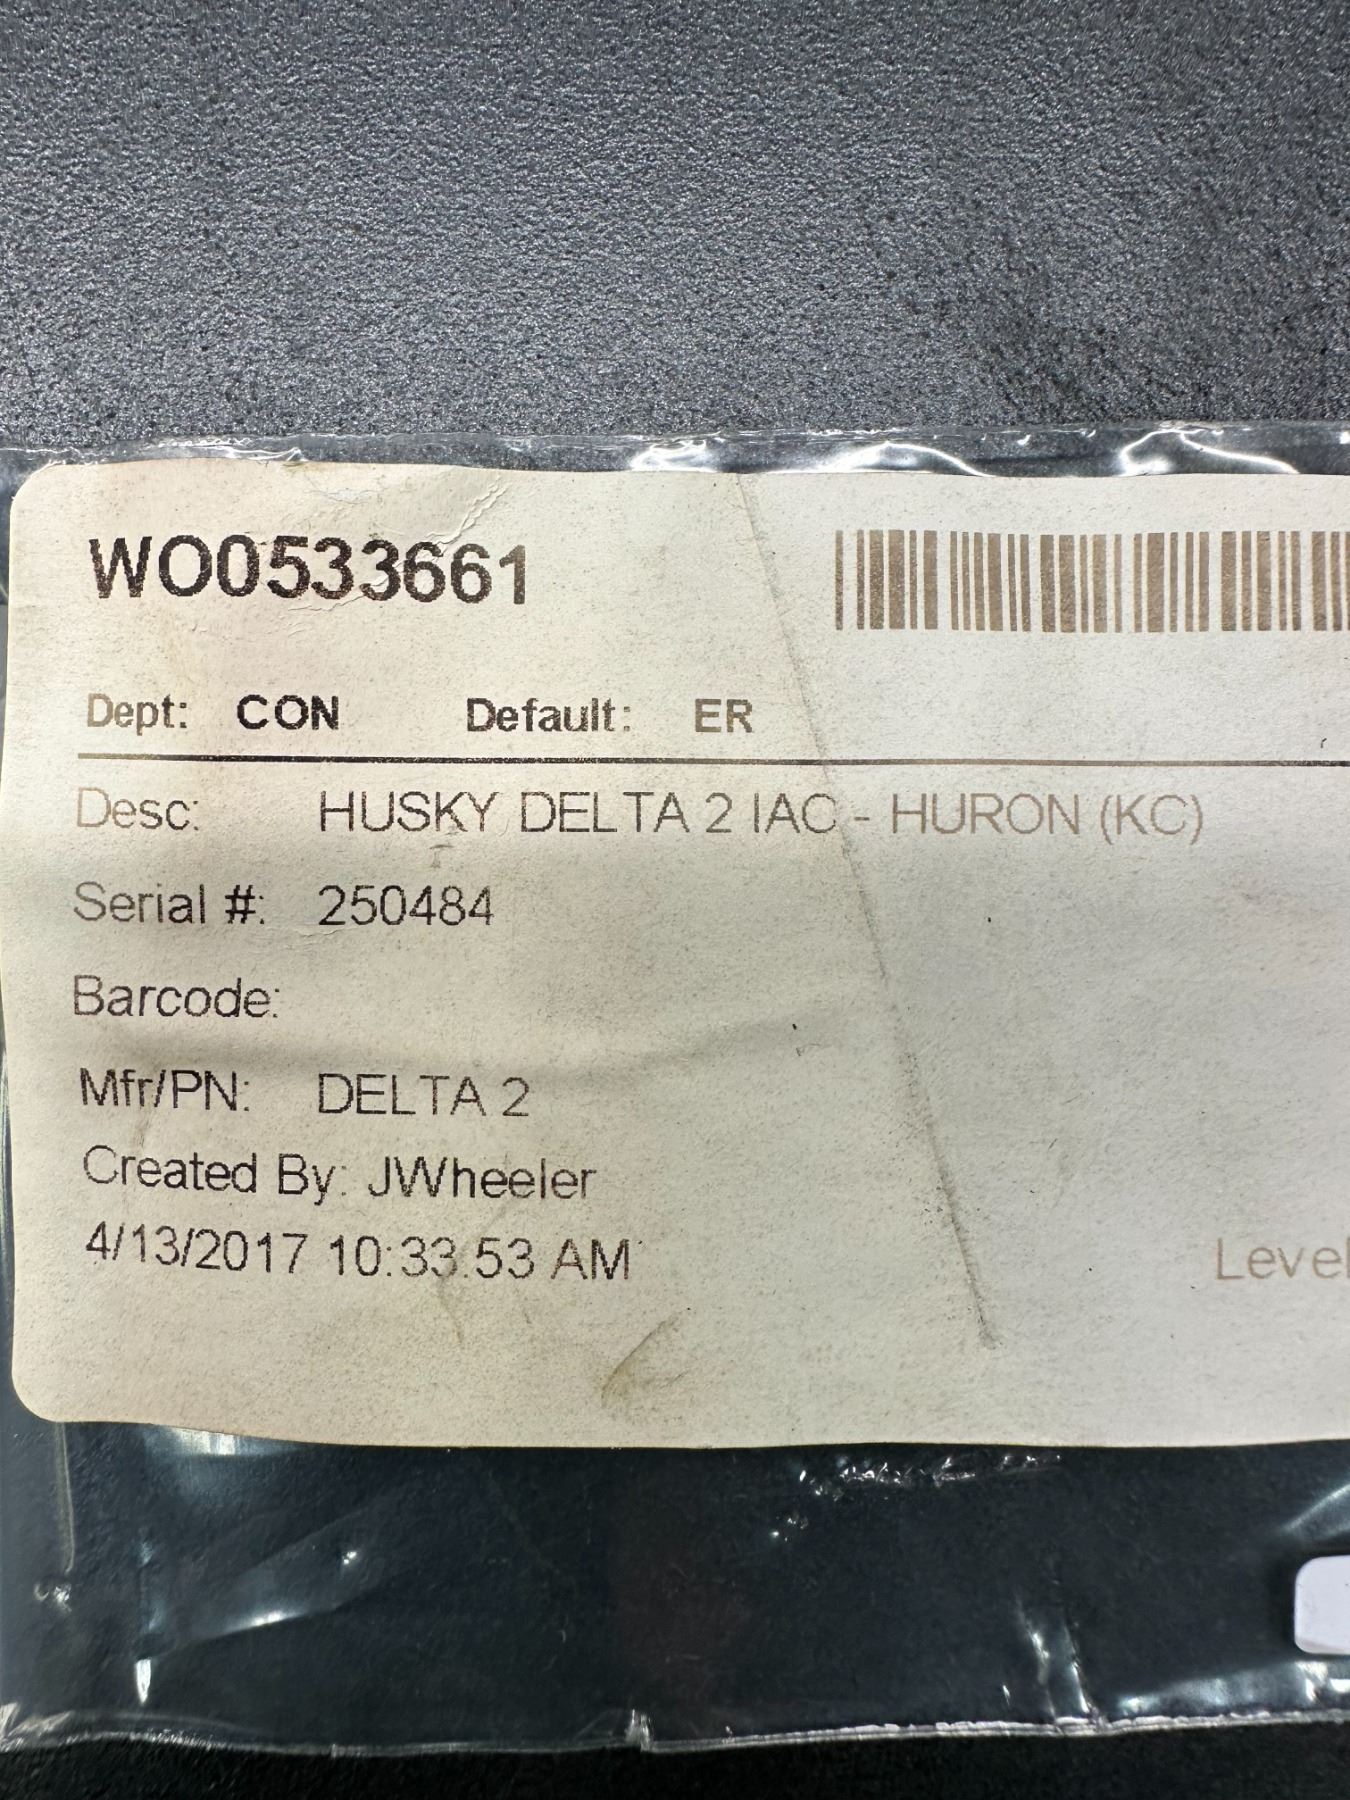 WO0533661
Dept: CON Default: ER
Desc: HUSKY DELTA 2 IAC - HURON (KC)
Serial #: 250484
Barcode:
Mfr/PN: DELTA 2
Created By: JWheeler
4/13/2017 10:33:53 AM
Level